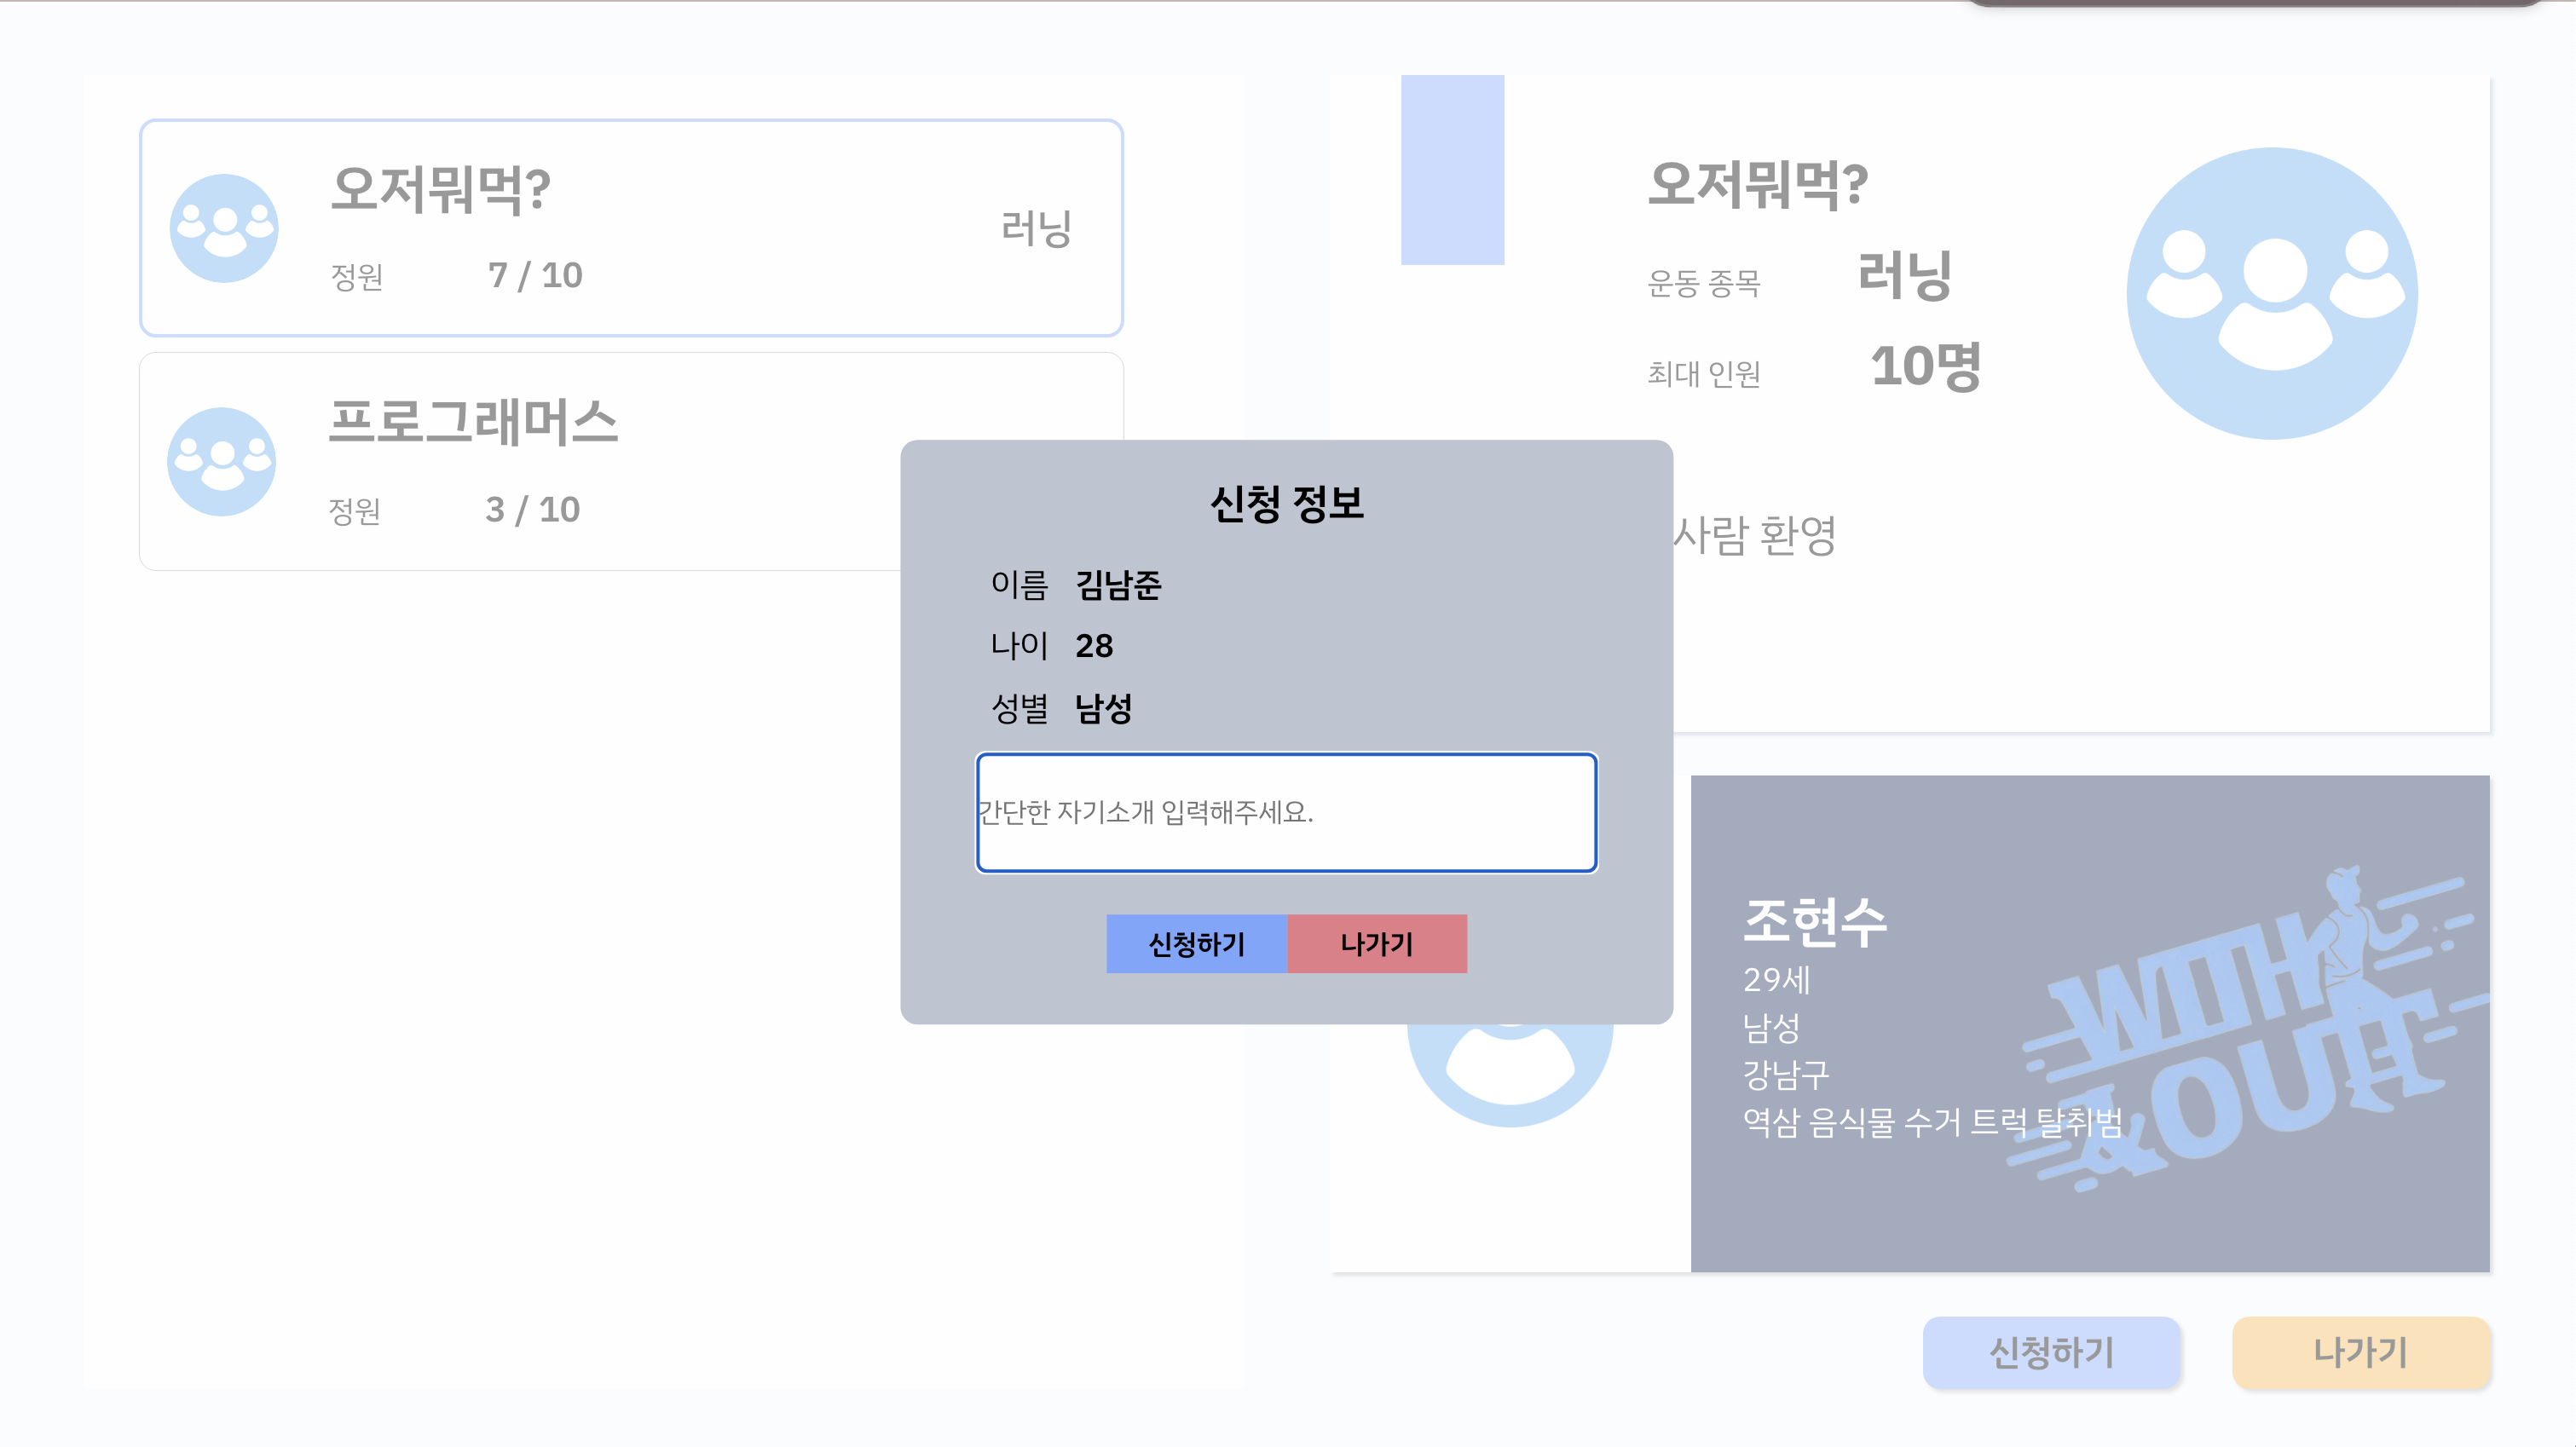 오저뭐먹?
러닝
정원 7 / 10
프로그래머스
정원 3 / 10
오저뭐먹?
운동 종목 러닝
최대 인원 10명
사람 환영
신청 정보
이름 김남준
나이 28
성별 남성
간단한 자기소개 입력해주세요.
신청하기 나가기
조현수
29세
남성
강남구
역삼 음식물 수거 트럭 탈취범
WITH
&OUT
신청하기 나가기